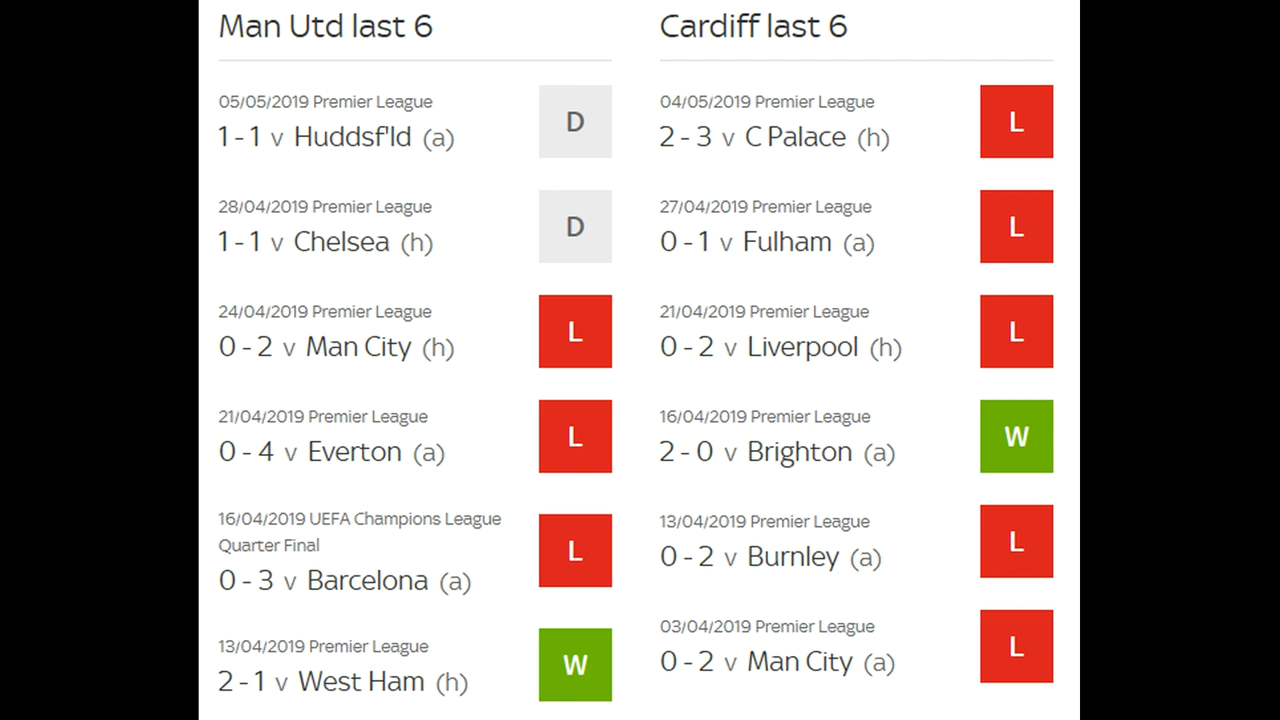 Man Utd last 6
05/05/2019 Premier League
1 - 1 v Huddsf'ld (a)
D
28/04/2019 Premier League
1 - 1 v Chelsea (h)
D
24/04/2019 Premier League
0 - 2 v Man City (h)
L
21/04/2019 Premier League
0 - 4 v Everton (a)
L
16/04/2019 UEFA Champions League
Quarter Final
0 - 3 v Barcelona (a)
L
13/04/2019 Premier League
2 - 1 v West Ham (h)
W
Cardiff last 6
04/05/2019 Premier League
2 - 3 v C Palace (h)
L
27/04/2019 Premier League
0 - 1 v Fulham (a)
L
21/04/2019 Premier League
0 - 2 v Liverpool (h)
L
16/04/2019 Premier League
2 - 0 v Brighton (a)
W
13/04/2019 Premier League
0 - 2 v Burnley (a)
L
03/04/2019 Premier League
0 - 2 v Man City (a)
L